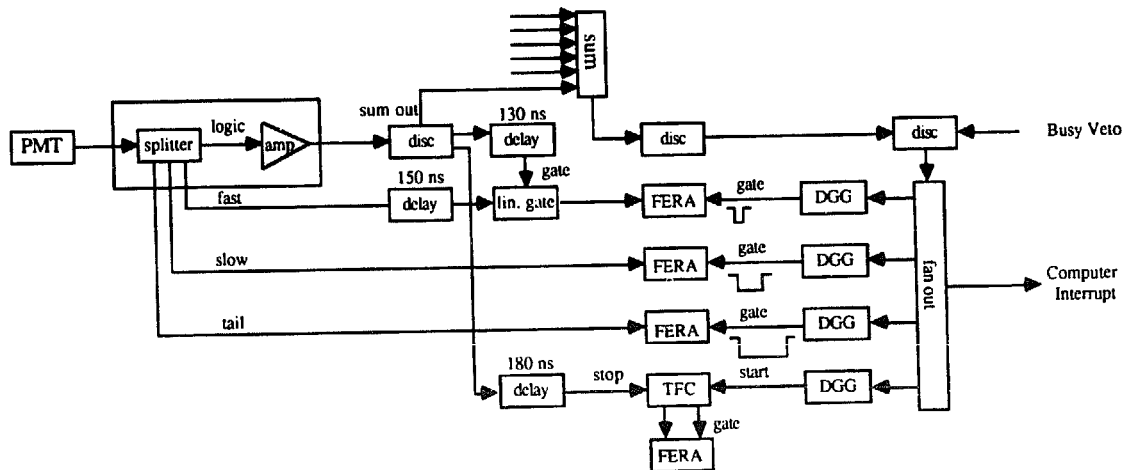 sum
sum out
130 ns
logic
PMT
splitter
amp
disc
delay
disc
disc
Busy Veto
gate
150 ns
fast
delay
lin. gate
FERA
gate
DGG
slow
FERA
gate
DGG
fan out
Computer
Interrupt
tail
FERA
gate
DGG
180 ns
delay
stop
TFC
start
DGG
gate
FERA